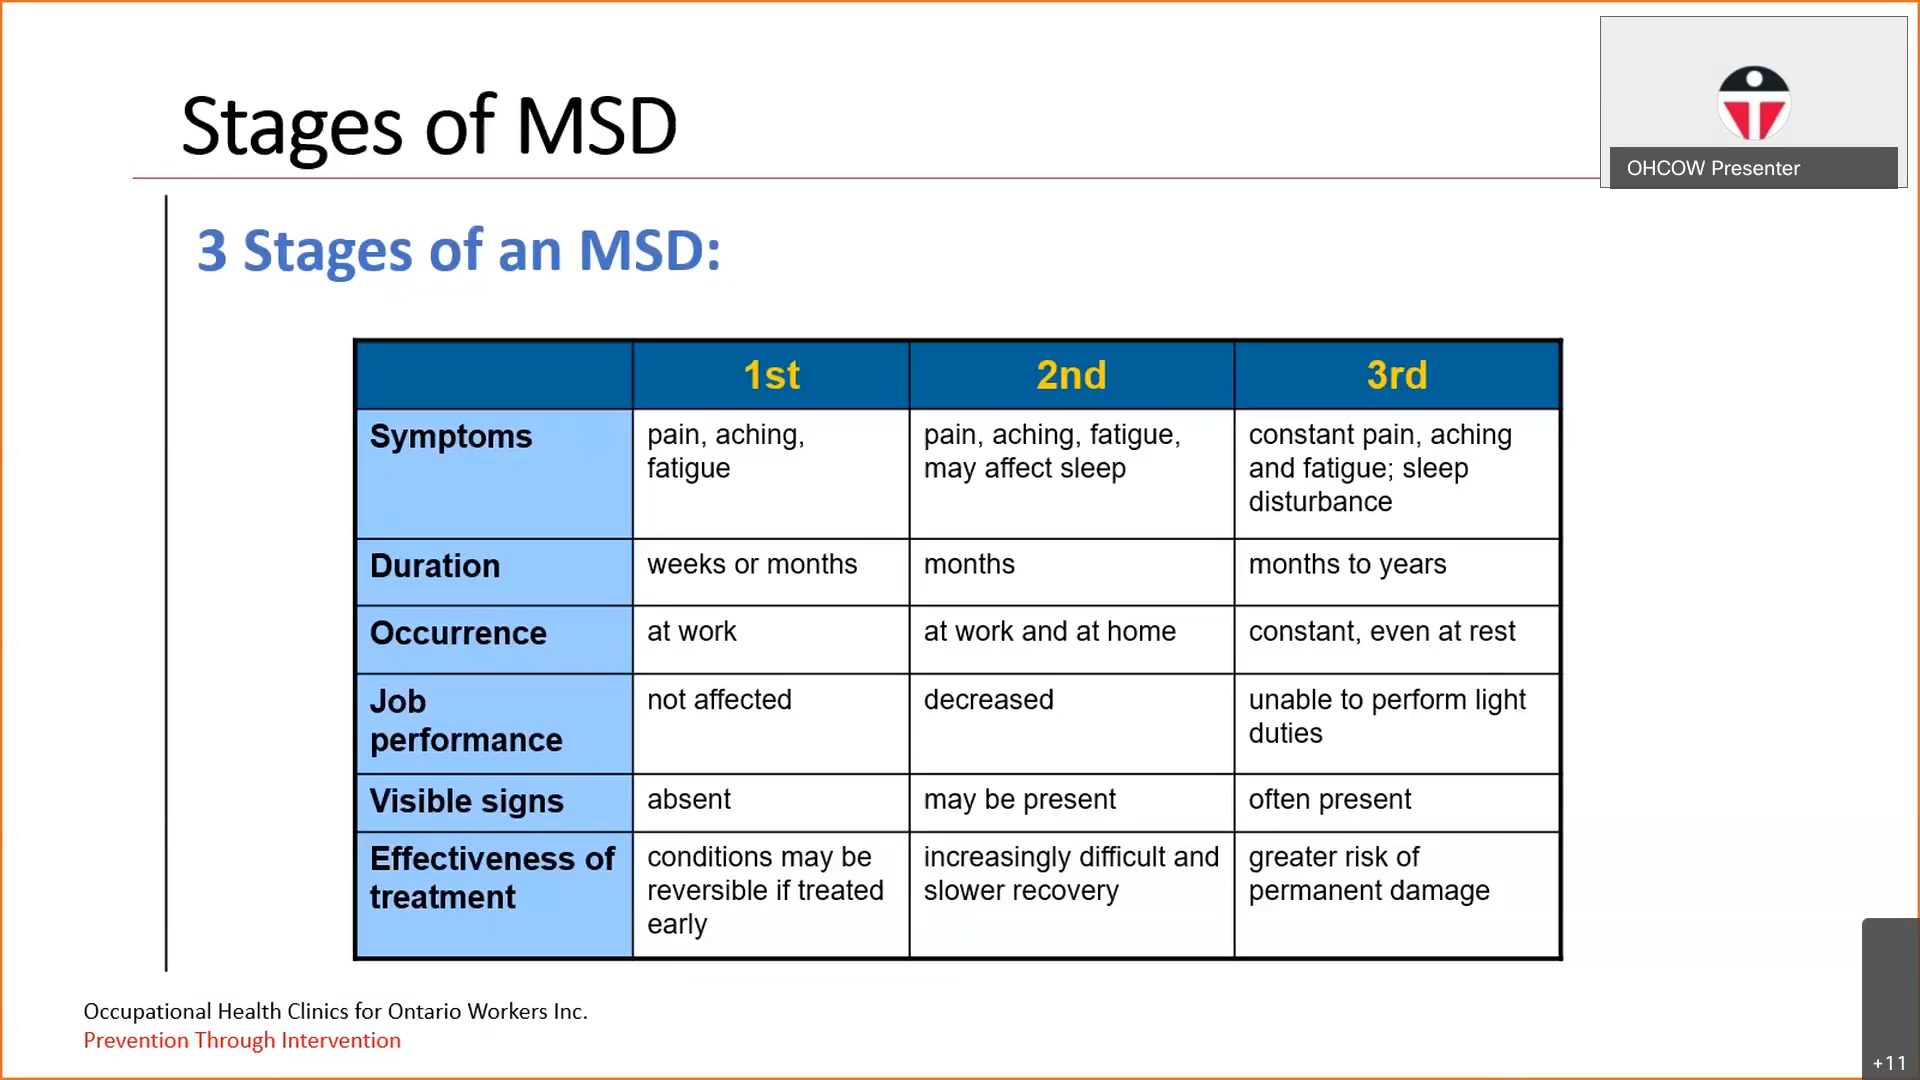 Stages of MSD
OHCOW Presenter
3 Stages of an MSD:
1st 2nd 3rd
Symptoms
pain, aching,
fatigue
pain, aching, fatigue,
may affect sleep
constant pain, aching
and fatigue; sleep
disturbance
Duration
weeks or months
months
months to years
Occurrence
at work
at work and at home
constant, even at rest
Job
performance
not affected
decreased
unable to perform light
duties
Visible signs
absent
may be present
often present
Effectiveness of
treatment
conditions may be
reversible if treated
early
increasingly difficult and
slower recovery
greater risk of
permanent damage
Occupational Health Clinics for Ontario Workers Inc.
Prevention Through Intervention
+11